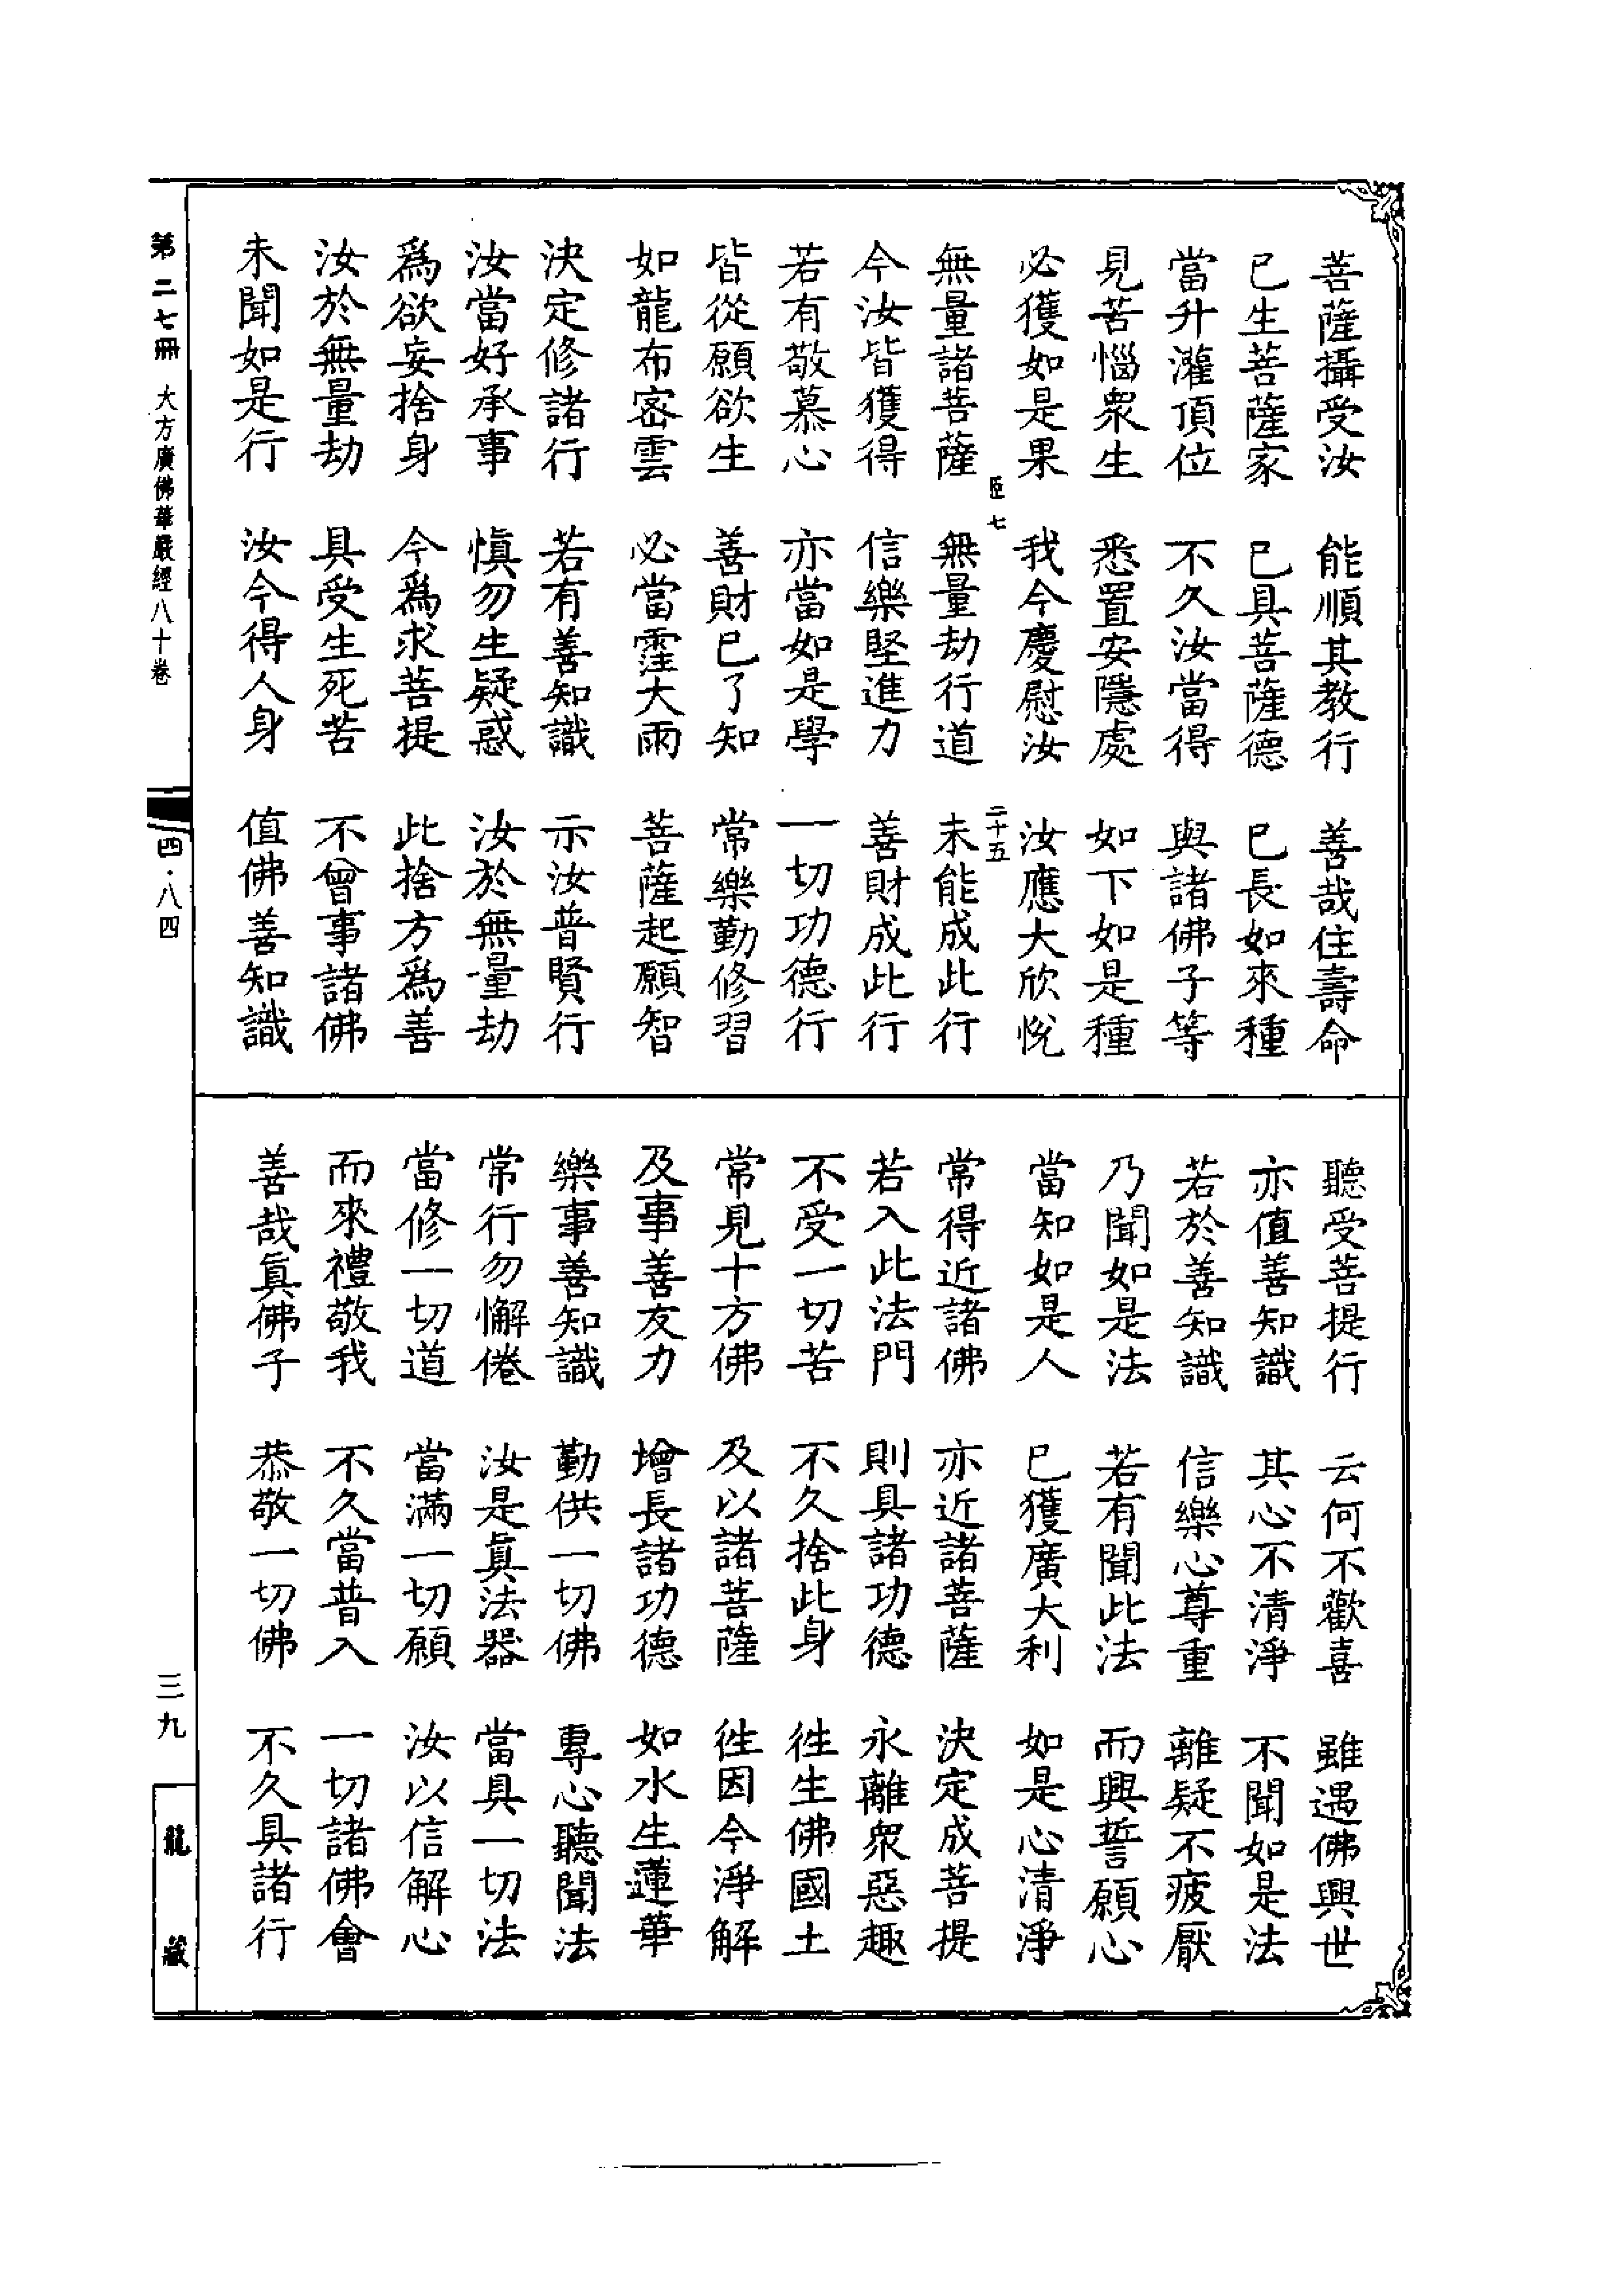 菩薩攝受汝　能順其教行　善哉住壽命
已生菩薩家　已具菩薩德　已長如來種
當升灌頂位　不久汝當得　與諸佛子等
見苦惱眾生　悉置安隱處　如下如是種
必獲如是果　我今慶慰汝　汝應大欣悅
臣七　二十五
無量諸菩薩　無量劫行道　未能成此行
今汝皆獲得　信樂堅進力　善財成此行
若有敬慕心　亦當如是學　一切功德行
皆從願欲生　善財已了知　常樂勤修習
如龍布密雲　必當霔大雨　菩薩起願智
決定修諸行　若有善知識　示汝普賢行
汝當好承事　慎勿生疑惑　汝於無量劫
為欲妄捨身　今為求菩提　此捨方為善
汝於無量劫　具受生死苦　不曾事諸佛
未聞如是行　汝今得人身　值佛善知識
聽受菩提行　云何不歡喜　雖遇佛興世
亦值善知識　其心不清淨　不聞如是法
若於善知識　信樂心尊重　離疑不疲厭
乃聞如是法　若有聞此法　而興誓願心
當知如是人　已獲廣大利　如是心清淨
常得近諸佛　亦近諸菩薩　決定成菩提
若入此法門　則具諸功德　永離眾惡趣
不受一切苦　不久捨此身　往生佛國土
常見十方佛　及以諸菩薩　往因今淨解
及事善友力　增長諸功德　如水生蓮華
樂事善知識　勤供一切佛　專心聽聞法
常行勿懈倦　汝是真法器　當具一切法
當修一切道　當滿一切願　汝以信解心
而來禮敬我　不久當普入　一切諸佛會
善哉真佛子　恭敬一切佛　不久具諸行
第二七冊　大方廣佛華嚴經八十卷
四·八四
三九
龍藏